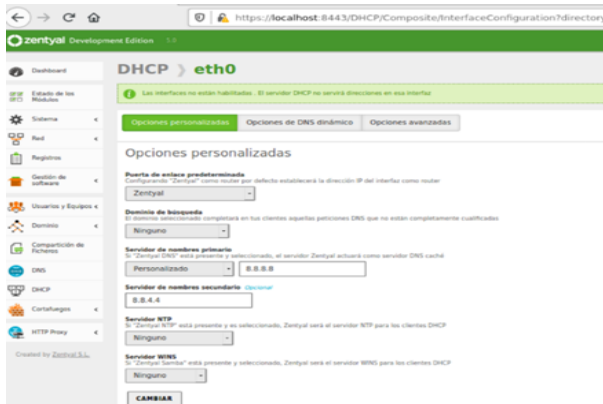 https://localhost:8443/DHCP/Composite/InterfaceConfiguration?directory
zentyal Development Edition
Dashboard
Estado de los Módulos
Sistema
Red
Registros
Gestión de software
Usuarios y Equipos
Dominio
Compartición de Ficheros
DNS
DHCP
Cortafuegos
HTTP Proxy
Created by Zentyal S.L.
DHCP eth0
Las interfaces no están habilitadas . El servidor DHCP no servirá direcciones en esa interfaz
Opciones personalizadas
Opciones de DNS dinámico
Opciones avanzadas
Opciones personalizadas
Puerta de enlace predeterminada
Configurando "Zentyal" como router por defecto establecerá la dirección IP del interfaz como router
Zentyal
Dominio de búsqueda
El dominio seleccionado completará en tus clientes aquellas peticiones DNS que no están completamente cualificadas
Ninguno
Servidor de nombres primario
Si "Zentyal DNS" está presente y seleccionado, el servidor Zentyal actuará como servidor DNS caché
Personalizado
8.8.8.8
Servidor de nombres secundario Opcional
8.8.4.4
Servidor NTP
Si "Zentyal NTP" está presente y es seleccionado, Zentyal será el servidor NTP para los clientes DHCP
Ninguno
Servidor WINS
Si "Zentyal Samba" está presente y seleccionado, Zentyal será el servidor WINS para los clientes DHCP
Ninguno
CAMBIAR